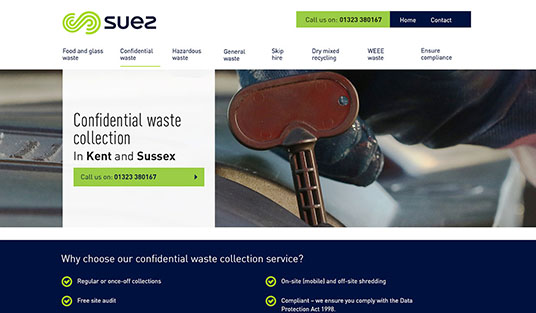 suez
Call us on: 01323 380167
Home
Contact
Food and glass
waste
Confidential
waste
Hazardous
waste
General
waste
Skip
hire
Dry mixed
recycling
WEEE
waste
Ensure
compliance
Confidential waste
collection
In Kent and Sussex
Call us on: 01323 380167
Why choose our confidential waste collection service?
Regular or once-off collections
On-site (mobile) and off-site shredding
Free site audit
Compliant – we ensure you comply with the Data
Protection Act 1998.